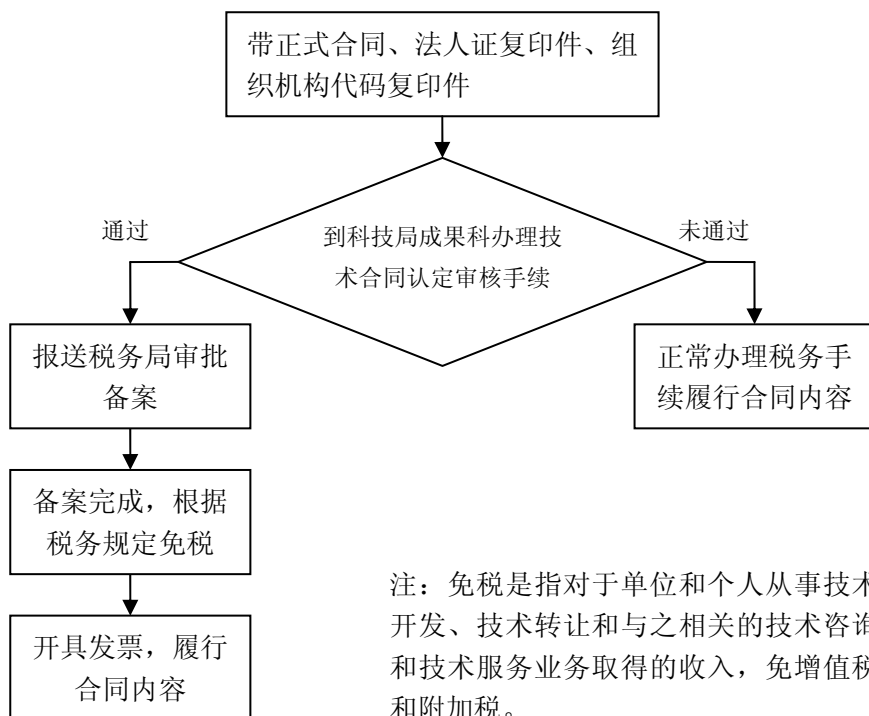 带正式合同、法人证复印件、组
织机构代码复印件
通过
到科技局成果科办理技
术合同认定审核手续
未通过
报送税务局审批
备案
正常办理税务手
续履行合同内容
备案完成，根据
税务规定免税
开具发票，履行
合同内容
注：免税是指对于单位和个人从事技术
开发、技术转让和与之相关的技术咨询
和技术服务业务取得的收入，免增值税
和附加税。